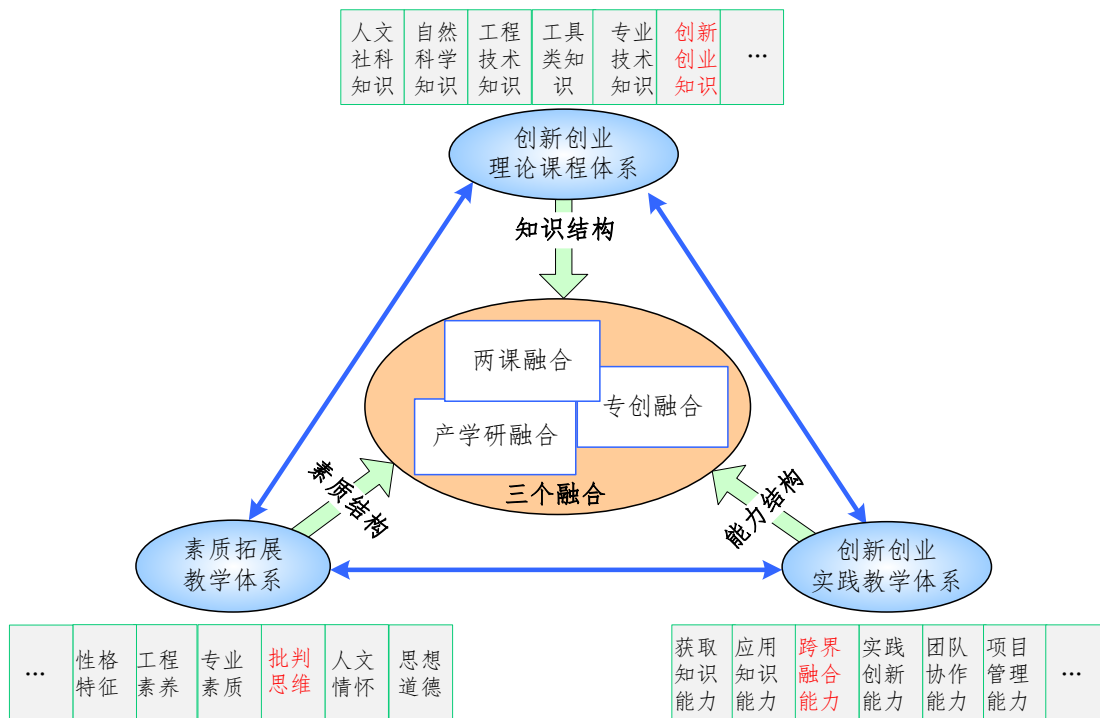 人文
社科
知识
自然
科学
知识
工程
技术
知识
工具
类知
识
专业
技术
知识
创新
创业
知识
…
创新创业
理论课程体系
知识结构
两课融合
专创融合
产学研融合
三个融合
素质结构
能力结构
素质拓展
教学体系
创新创业
实践教学体系
…
性格
特征
工程
素养
专业
素质
批判
思维
人文
情怀
思想
道德
获取
知识
能力
应用
知识
能力
跨界
融合
能力
实践
创新
能力
团队
协作
能力
项目
管理
能力
…